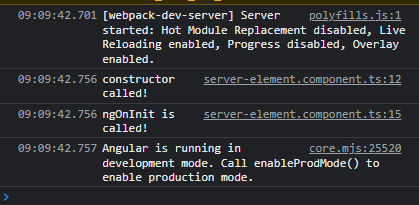 09:09:42.701 [webpack-dev-server] Server polyfills.js:1
started: Hot Module Replacement disabled, Live
Reloading enabled, Progress disabled, Overlay
enabled.
09:09:42.756 constructor server-element.component.ts:12
called!
09:09:42.756 ngOnInit is server-element.component.ts:15
called!
09:09:42.757 Angular is running in core.mjs:25520
development mode. Call enableProdMode() to
enable production mode.